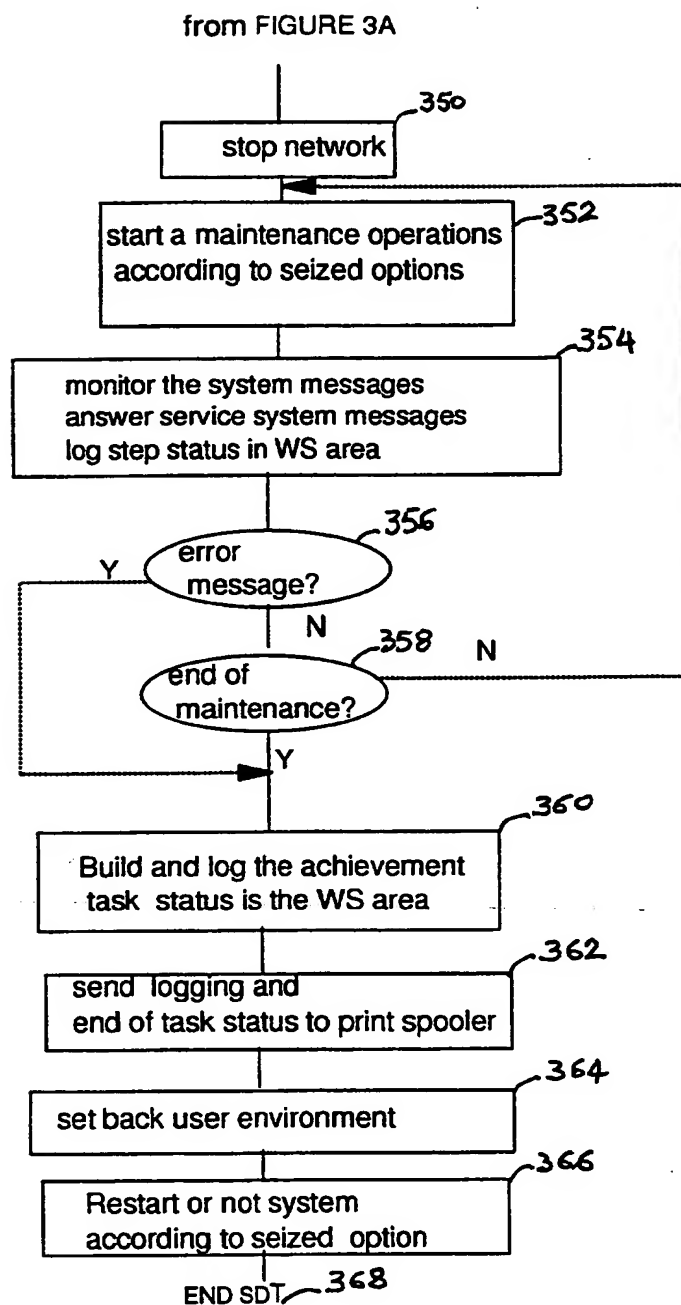 from FIGURE 3A
350
stop network
352
start a maintenance operations
according to seized options
354
monitor the system messages
answer service system messages
log step status in WS area
356
error
message?
Y
N
358
end of
maintenance?
N
Y
360
Build and log the achievement
task status is the WS area
362
send logging and
end of task status to print spooler
364
set back user environment
366
Restart or not system
according to seized option
END SDT 368